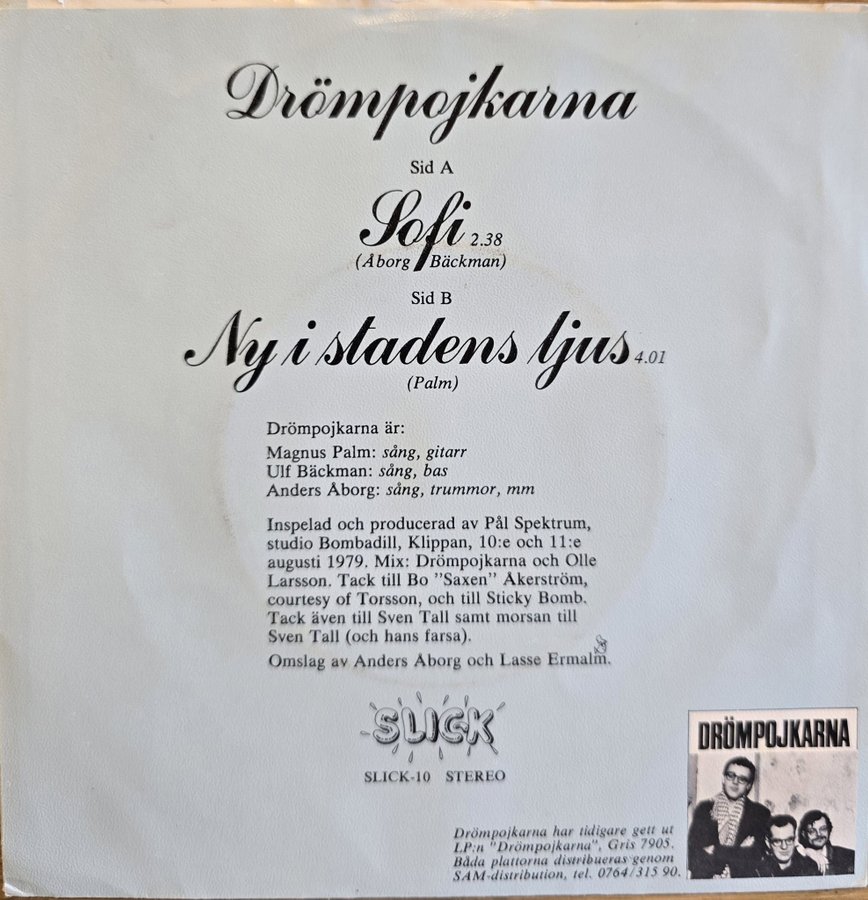 Drömpojkarna
Sid A
Sofi 2.38
(Åborg Bäckman)
Sid B
Ny i stadens ljus 4.01
(Palm)
Drömpojkarna är:
Magnus Palm: sång, gitarr
Ulf Bäckman: sång, bas
Anders Åborg: sång, trummor, mm
Inspelad och producerad av Pål Spektrum,
studio Bombadill, Klippan, 10:e och 11:e
augusti 1979. Mix: Drömpojkarna och Olle
Larsson. Tack till Bo "Saxen" Åkerström,
courtesy of Torsson, och till Sticky Bomb.
Tack även till Sven Tall samt morsan till
Sven Tall (och hans farsa).
Omslag av Anders Åborg och Lasse Ermalm.
SLICK
SLICK-10 STEREO
DRÖMPOJKARNA
Drömpojkarna har tidigare gett ut
LP:n "Drömpojkarna", Gris 7905.
Båda plattorna distribueras genom
SAM-distribution, tel. 0764/315 90.